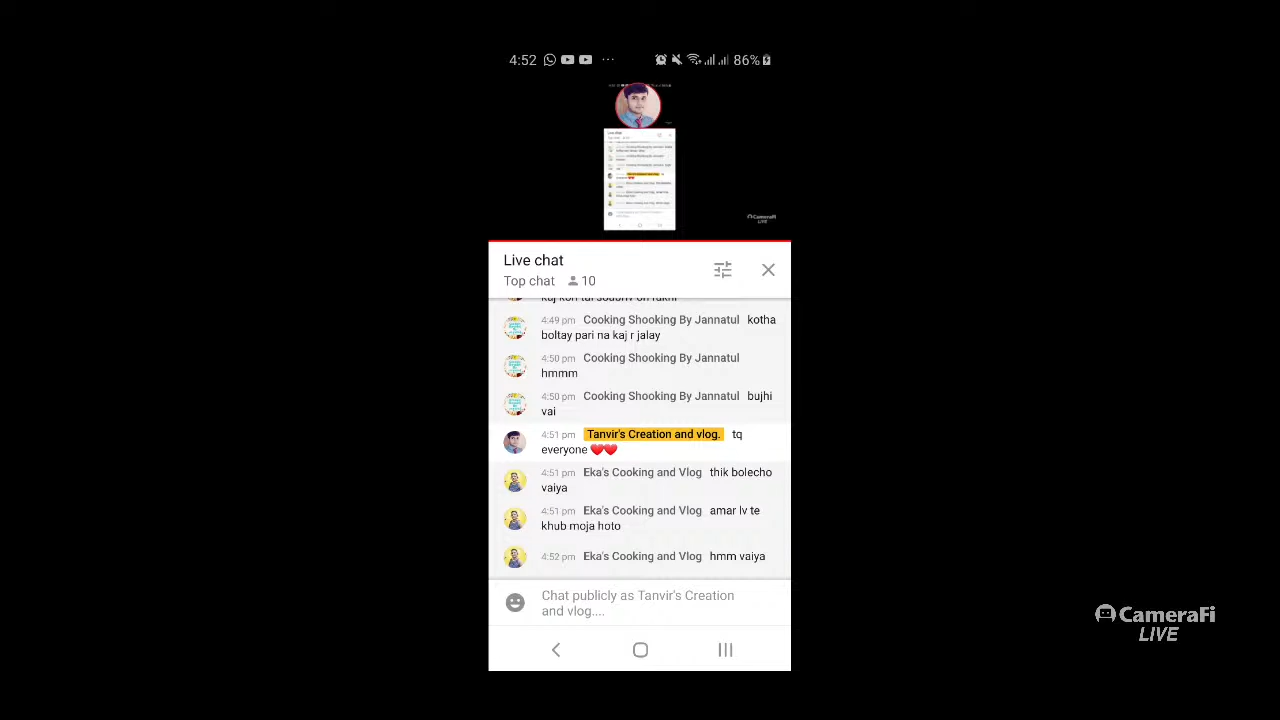 4:52 ... 86%
CameraFi
LIVE
Live chat
Top chat 10
4:49 pm Cooking Shooking By Jannatul kotha
boltay pari na kaj r jalay
4:50 pm Cooking Shooking By Jannatul
hmmm
4:50 pm Cooking Shooking By Jannatul bujhi
vai
4:51 pm Tanvir's Creation and vlog. tq
everyone ❤️❤️
4:51 pm Eka's Cooking and Vlog thik bolecho
vaiya
4:51 pm Eka's Cooking and Vlog amar lv te
khub moja hoto
4:52 pm Eka's Cooking and Vlog hmm vaiya
Chat publicly as Tanvir's Creation
and vlog....
CameraFi
LIVE